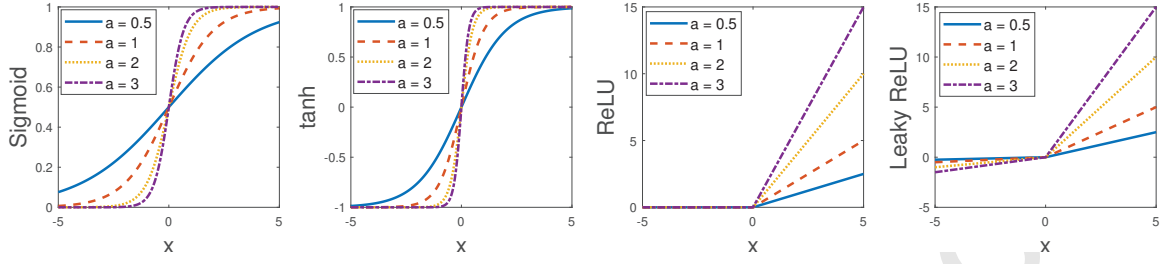 Sigmoid
1
0.8
0.6
0.4
0.2
0
-5
0
5
x
a = 0.5
a = 1
a = 2
a = 3
tanh
1
0.5
0
-0.5
-1
-5
0
5
x
a = 0.5
a = 1
a = 2
a = 3
ReLU
15
10
5
0
-5
0
5
x
a = 0.5
a = 1
a = 2
a = 3
Leaky ReLU
15
10
5
0
-5
-5
0
5
x
a = 0.5
a = 1
a = 2
a = 3